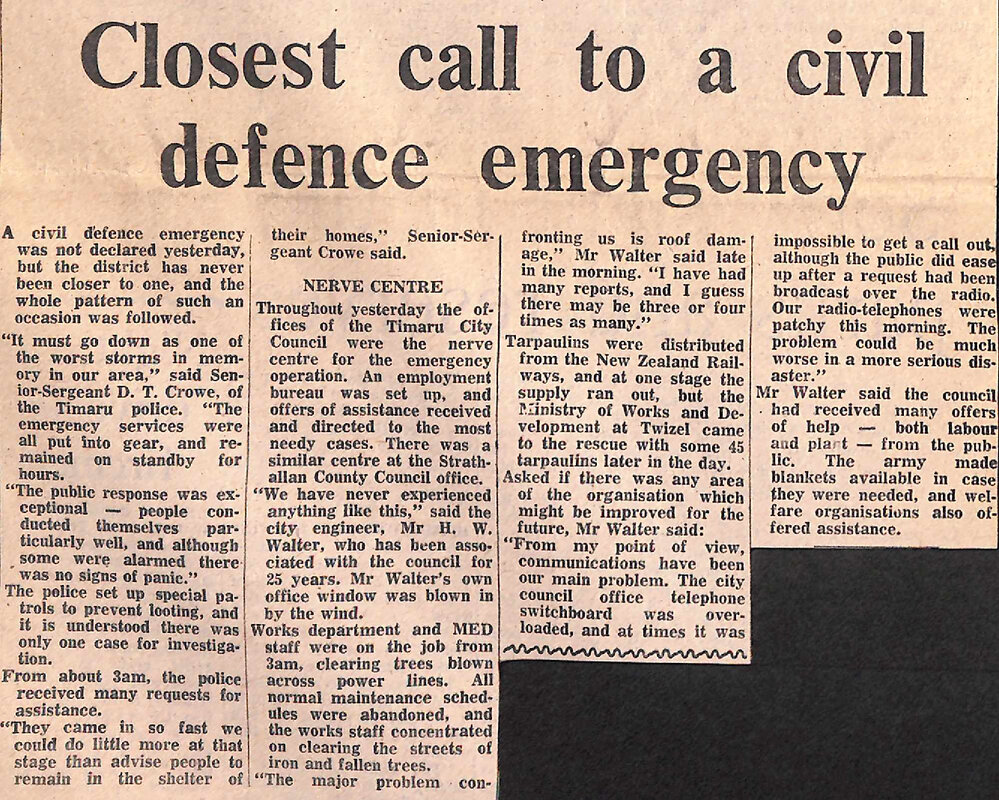 Closest call to a civil
defence emergency
A civil defence emergency
was not declared yesterday,
but the district has never
been closer to one, and the
whole pattern of such an
occasion was followed.
"It must go down as one of
the worst storms in mem-
ory in our area," said Sen-
ior-Sergeant D. T. Crowe, of
the Timaru police. "The
emergency services were
all put into gear, and re-
mained on standby for
hours.
"The public response was ex-
ceptional — people con-
ducted themselves par-
ticularly well, and although
some were alarmed there
was no signs of panic."
The police set up special pa-
trols to prevent looting, and
it is understood there was
only one case for investiga-
tion.
From about 3am, the police
received many requests for
assistance.
"They came in so fast we
could do little more at that
stage than advise people to
remain in the shelter of
their homes," Senior-Ser-
geant Crowe said.
NERVE CENTRE
Throughout yesterday the of-
fices of the Timaru City
Council were the nerve
centre for the emergency
operation. An employment
bureau was set up, and
offers of assistance received
and directed to the most
needy cases. There was a
similar centre at the Strath-
allan County Council office.
"We have never experienced
anything like this," said the
city engineer, Mr H. W.
Walter, who has been asso-
ciated with the council for
25 years. Mr Walter's own
office window was blown in
by the wind.
Works department and MED
staff were on the job from
3am, clearing trees blown
across power lines. All
normal maintenance sched-
ules were abandoned, and
the works staff concentrated
on clearing the streets of
iron and fallen trees.
"The major problem con-
fronting us is roof dam-
age," Mr Walter said late
in the morning. "I have had
many reports, and I guess
there may be three or four
times as many."
Tarpaulins were distributed
from the New Zealand Rail-
ways, and at one stage the
supply ran out, but the
Ministry of Works and De-
velopment at Twizel came
to the rescue with some 45
tarpaulins later in the day.
Asked if there was any area
of the organisation which
might be improved for the
future, Mr Walter said:
"From my point of view,
communications have been
our main problem. The city
council office telephone
switchboard was over-
loaded, and at times it was
impossible to get a call out,
although the public did ease
up after a request had been
broadcast over the radio.
Our radio-telephones were
patchy this morning. The
problem could be much
worse in a more serious dis-
aster."
Mr Walter said the council
had received many offers
of help — both labour
and plant — from the pub-
lic. The army made
blankets available in case
they were needed, and wel-
fare organisations also of-
fered assistance.